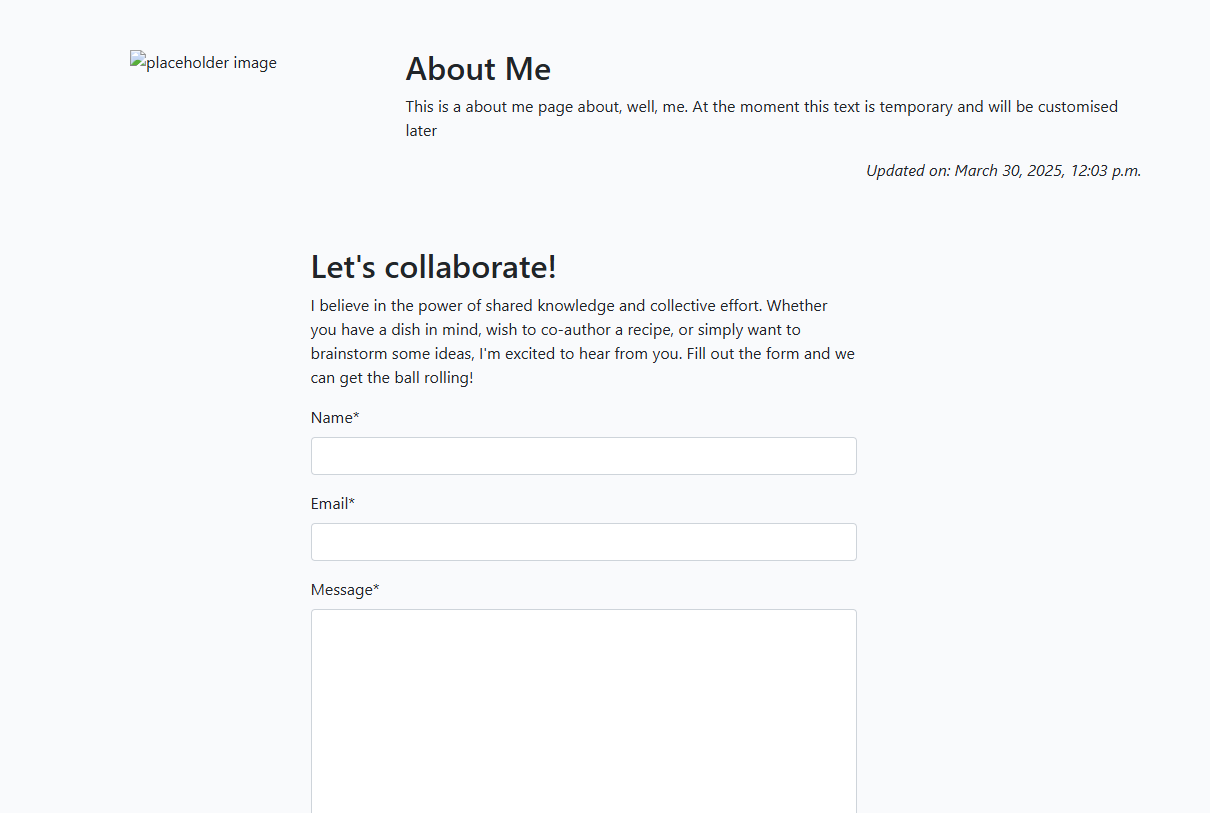 placeholder image
About Me
This is a about me page about, well, me. At the moment this text is temporary and will be customised
later
Updated on: March 30, 2025, 12:03 p.m.
Let's collaborate!
I believe in the power of shared knowledge and collective effort. Whether
you have a dish in mind, wish to co-author a recipe, or simply want to
brainstorm some ideas, I'm excited to hear from you. Fill out the form and we
can get the ball rolling!
Name*
Email*
Message*